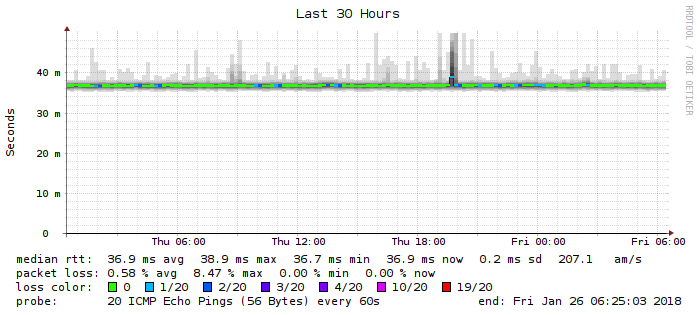 Last 30 Hours
RRDTOOL / TOBI OETIKER
Seconds
40 m
30 m
20 m
10 m
0
Thu 06:00 Thu 12:00 Thu 18:00 Fri 00:00 Fri 06:00
median rtt: 36.9 ms avg 38.9 ms max 36.7 ms min 36.9 ms now 0.2 ms sd 207.1 am/s
packet loss: 0.58 % avg 8.47 % max 0.00 % min 0.00 % now
loss color: 0 1/20 2/20 3/20 4/20 10/20 19/20
probe: 20 ICMP Echo Pings (56 Bytes) every 60s end: Fri Jan 26 06:25:03 2018